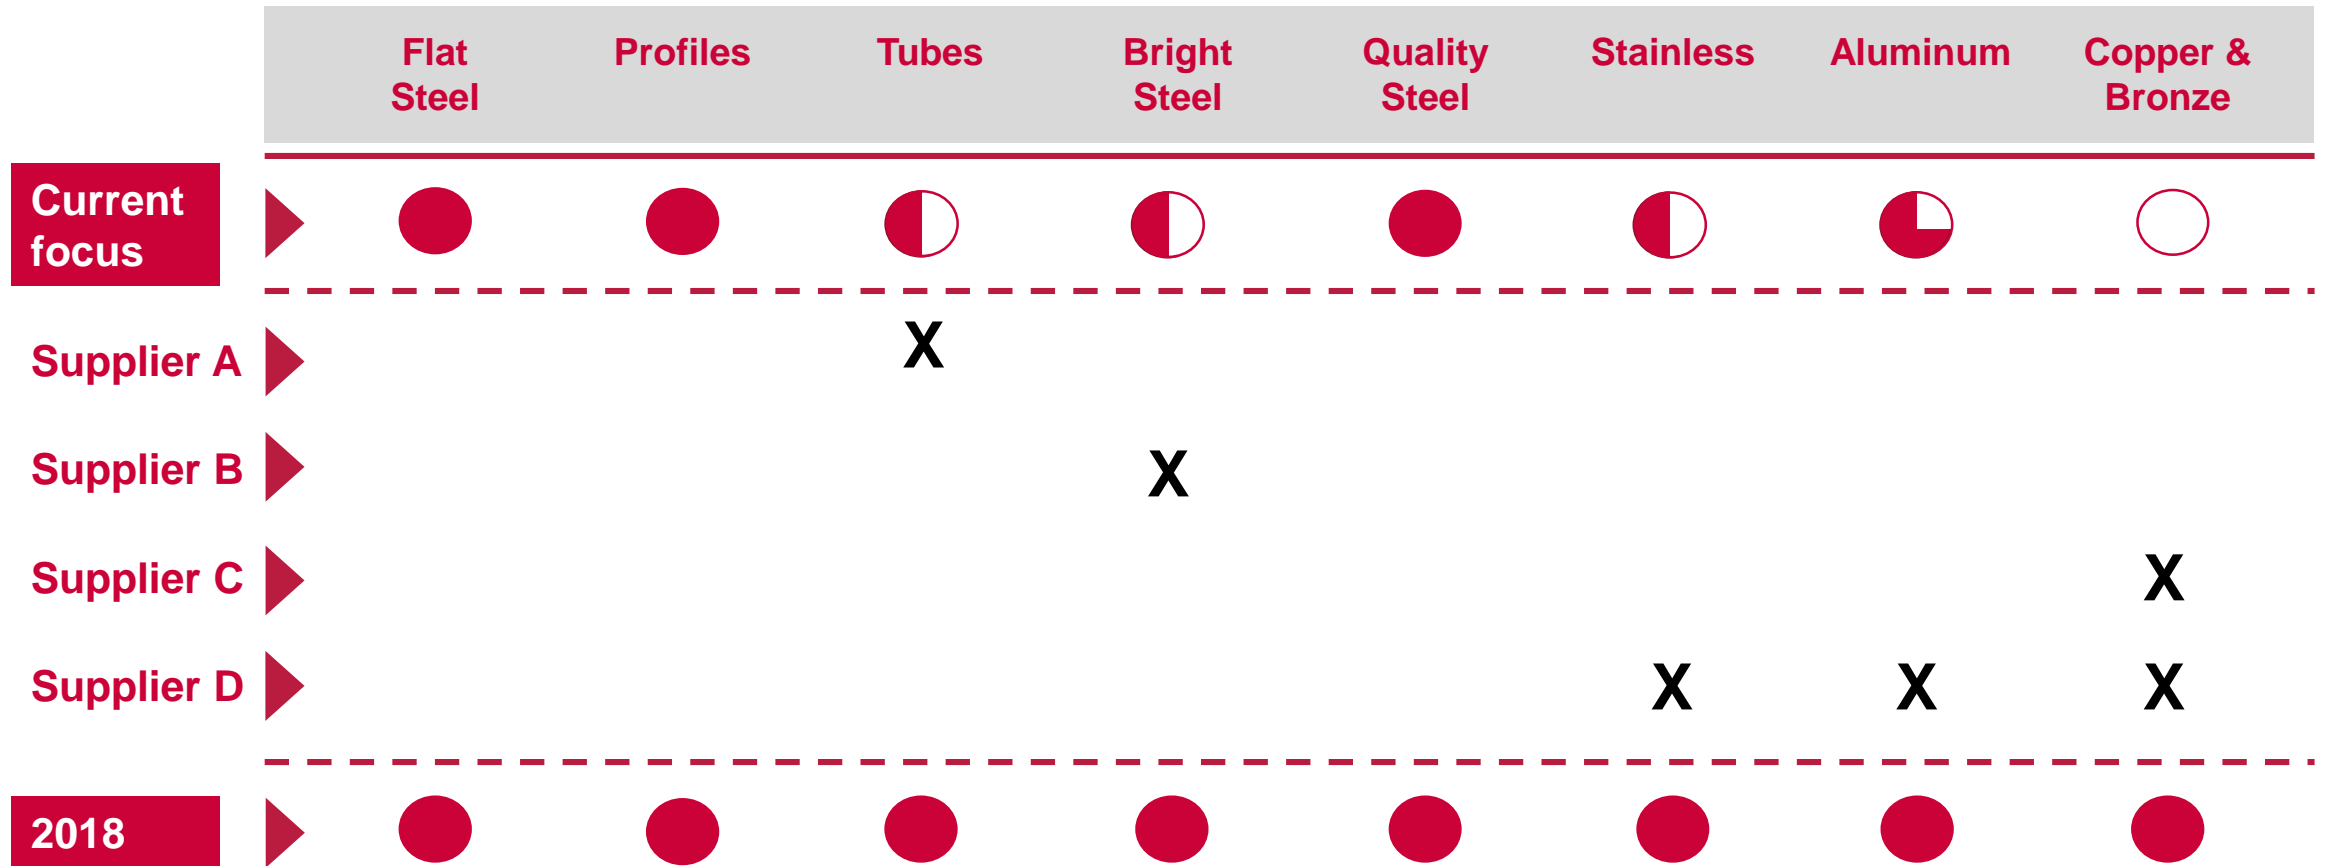 Flat Steel
Profiles
Tubes
Bright Steel
Quality Steel
Stainless
Aluminum
Copper & Bronze
Current
focus
Supplier A
X
Supplier B
X
Supplier C
X
Supplier D
X X X
2018